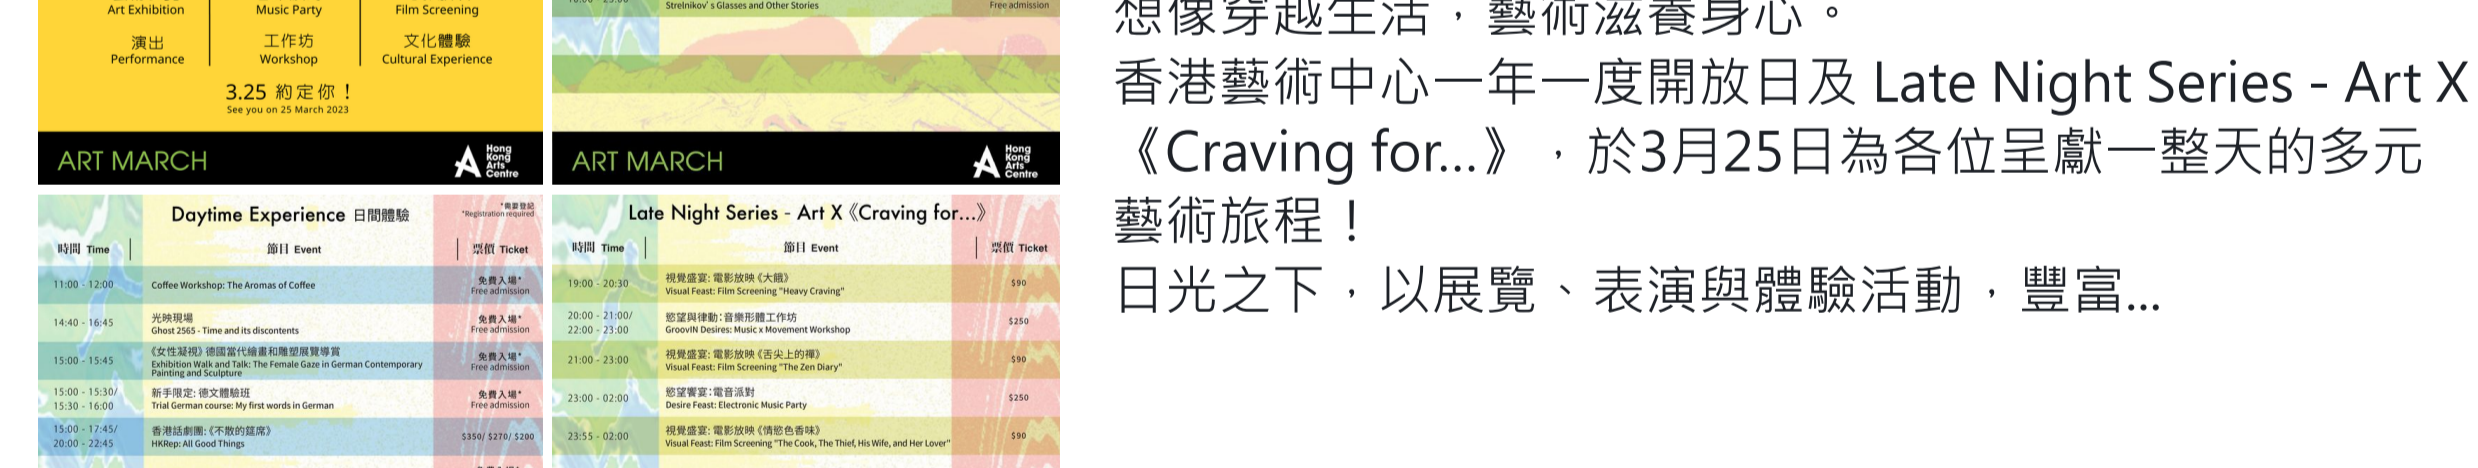 Art Exhibition
Music Party
Film Screening
演出
Performance
工作坊
Workshop
文化體驗
Cultural Experience
3.25 約定你！
See you on 25 March 2023
ART MARCH
Hong
Kong
Arts
Centre
Strelnikov's Glasses and Other Stories
Free admission
ART MARCH
Hong
Kong
Arts
Centre
Daytime Experience 日間體驗
*需要登記
*Registration required
時間 Time
節目 Event
票價 Ticket
11:00 - 12:00
Coffee Workshop: The Aromas of Coffee
免費入場*
Free admission
14:40 - 16:45
光映現場
Ghost 2565 - Time and its discontents
免費入場*
Free admission
15:00 - 15:45
《女性凝視》德國當代繪畫和雕塑展覽導賞
Exhibition Walk and Talk: The Female Gaze in German Contemporary
Painting and Sculpture
免費入場*
Free admission
15:00 - 15:30/
15:30 - 16:00
新手限定: 德文體驗班
Trial German course: My first words in German
免費入場*
Free admission
15:00 - 17:45/
20:00 - 22:45
香港話劇團:《不散的筵席》
HKRep: All Good Things
$350/ $270/ $200
Late Night Series - Art X《Craving for...》
時間 Time
節目 Event
票價 Ticket
19:00 - 20:30
視覺盛宴: 電影放映《大餓》
Visual Feast: Film Screening "Heavy Craving"
$90
20:00 - 21:00/
22:00 - 23:00
慾望與律動: 音樂形體工作坊
GroovIN Desires: Music x Movement Workshop
$250
21:00 - 23:00
視覺盛宴: 電影放映《舌尖上的禪》
Visual Feast: Film Screening "The Zen Diary"
$90
23:00 - 02:00
慾望饗宴: 電音派對
Desire Feast: Electronic Music Party
$250
23:55 - 02:00
視覺盛宴: 電影放映《情慾色香味》
Visual Feast: Film Screening "The Cook, The Thief, His Wife, and Her Lover"
$90
想像穿越生活，藝術滋養身心。
香港藝術中心一年一度開放日及 Late Night Series - Art X
《Craving for...》，於3月25日為各位呈獻一整天的多元
藝術旅程！
日光之下，以展覽、表演與體驗活動，豐富...